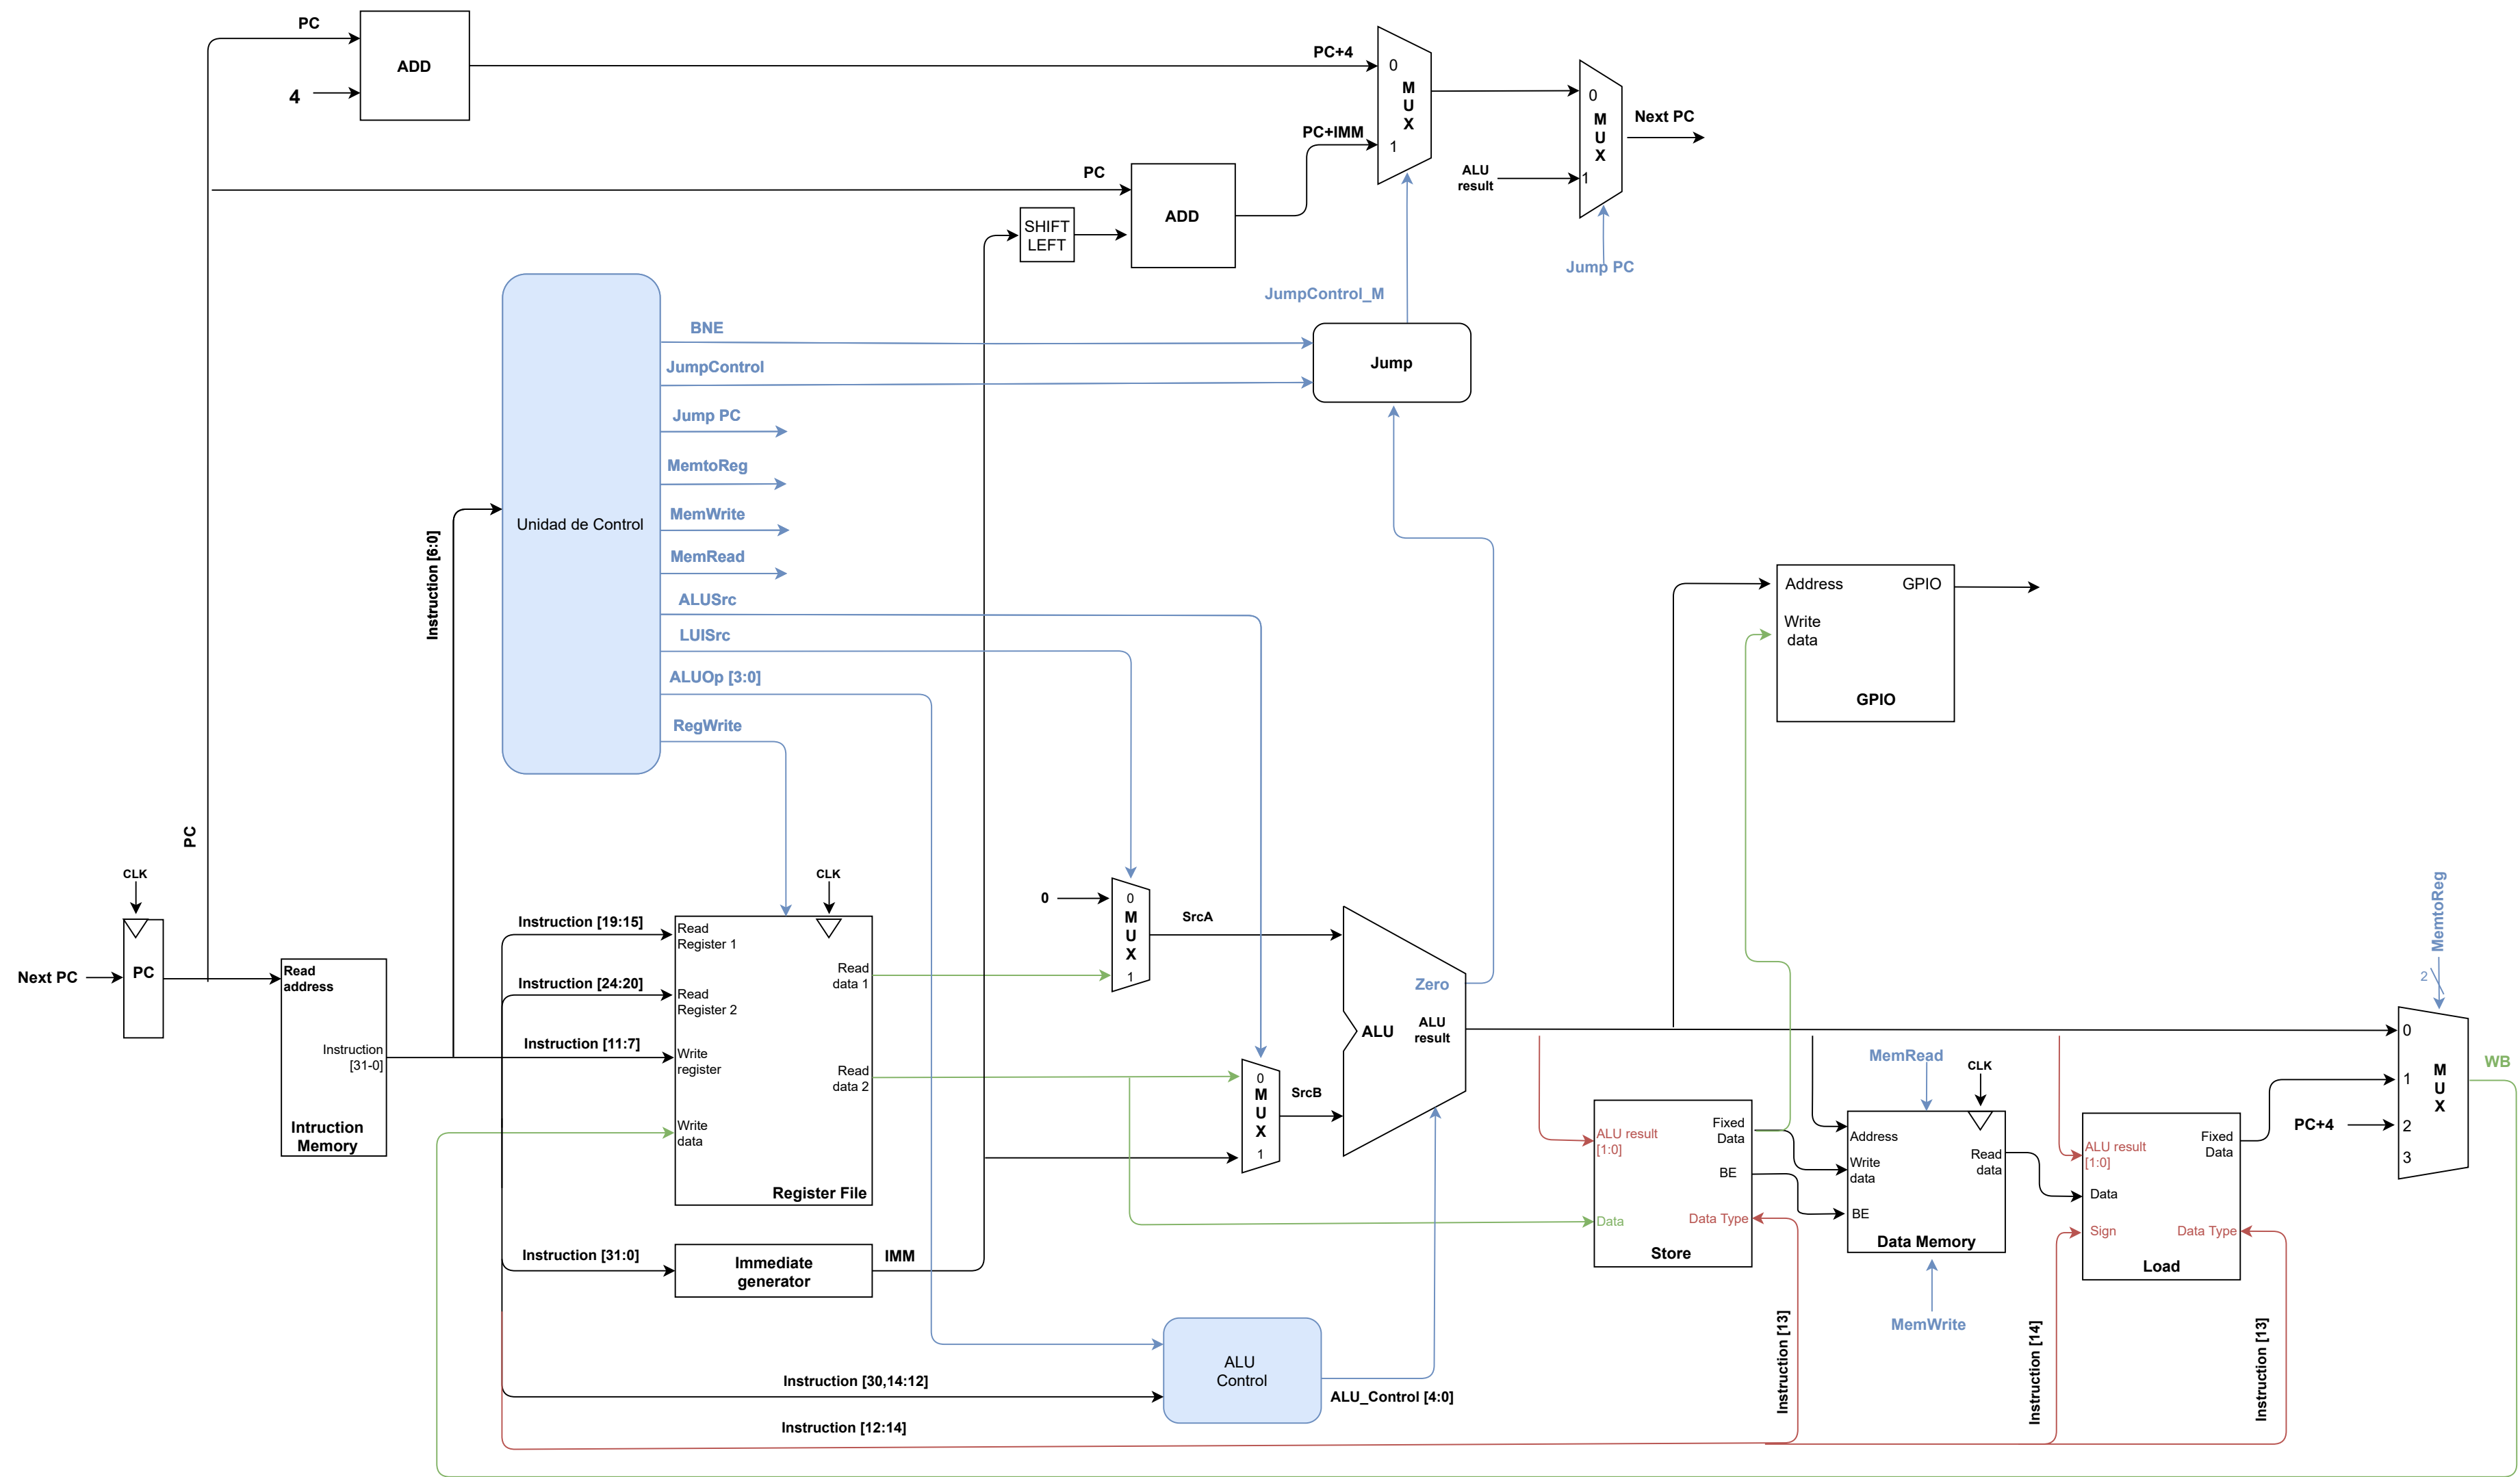 PC
ADD
4
PC+4
0
M
U
X
1
PC+IMM
0
M
U
X
1
Next PC
ALU
result
Jump PC
PC
ADD
SHIFT
LEFT
JumpControl_M
Jump
Unidad de Control
BNE
JumpControl
Jump PC
MemtoReg
MemWrite
MemRead
ALUSrc
LUISrc
ALUOp [3:0]
RegWrite
Instruction [6:0]
PC
Address
GPIO
Write
data
GPIO
CLK
Next PC
PC
Read
address
Instruction
[31-0]
Intruction
Memory
Instruction [19:15]
Instruction [24:20]
Instruction [11:7]
CLK
Read
Register 1
Read
Register 2
Write
register
Write
data
Read
data 1
Read
data 2
Register File
Instruction [31:0]
Immediate
generator
IMM
0
0
M
U
X
1
SrcA
0
M
U
X
1
SrcB
Zero
ALU
ALU
result
ALU
Control
ALU_Control [4:0]
Instruction [30,14:12]
Instruction [12:14]
ALU result
[1:0]
Fixed
Data
BE
Data
Data Type
Store
Instruction [13]
MemRead
CLK
Address
Write
data
BE
Read
data
Data Memory
MemWrite
ALU result
[1:0]
Fixed
Data
Data
Sign
Data Type
Load
Instruction [14]
Instruction [13]
MemtoReg
2
0
1
M
U
X
2
3
PC+4
WB